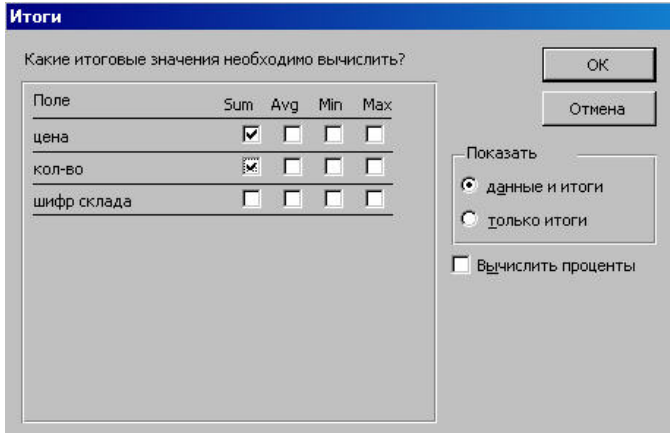 Итоги
Какие итоговые значения необходимо вычислить?
Поле Sum Avg Min Max
цена
кол-во
шифр склада
OK
Отмена
Показать
данные и итоги
только итоги
Вычислить проценты